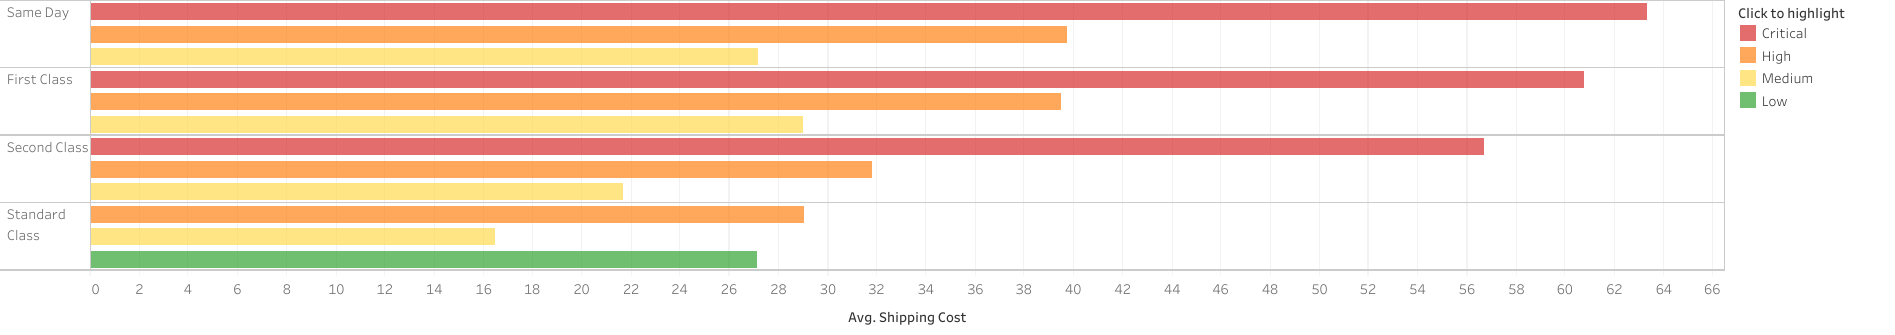 Same Day
First Class
Second Class
Standard
Class
0 2 4 6 8 10 12 14 16 18 20 22 24 26 28 30 32 34 36 38 40 42 44 46 48 50 52 54 56 58 60 62 64 66
Avg. Shipping Cost
Click to highlight
Critical
High
Medium
Low